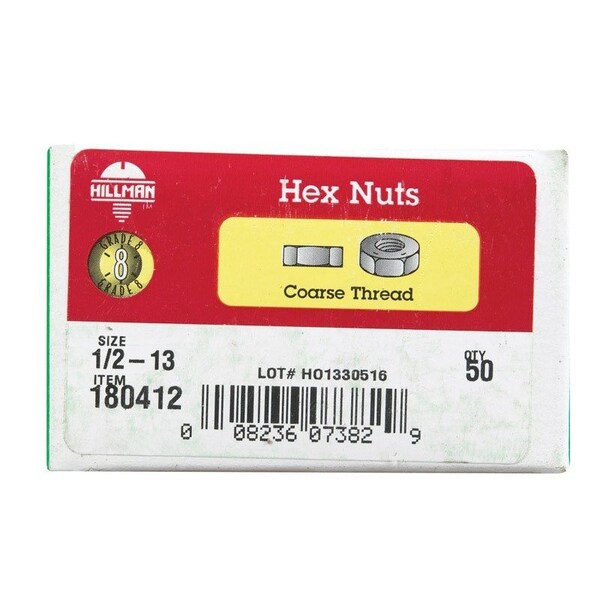 HILLMAN
Hex Nuts
GRADE 8
8
GRADE 8
Coarse Thread
SIZE
1/2-13
ITEM
180412
LOT# HO1330516
QTY
50
0 08236 07382 9